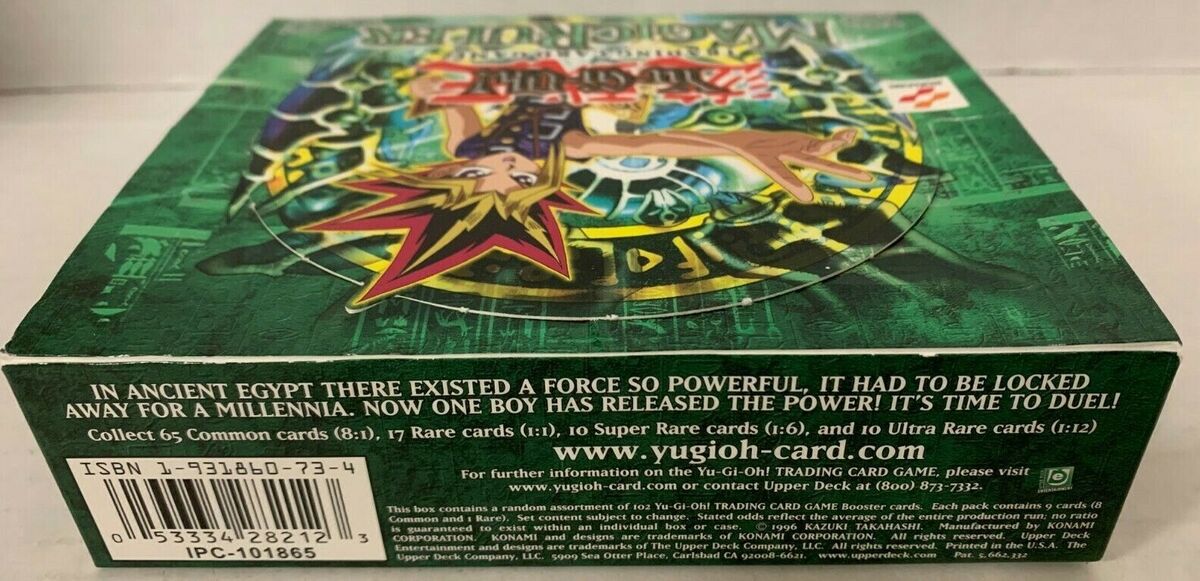 MAGIC RULER
TRADING CARD GAME
YU-GI-OH!
IN ANCIENT EGYPT THERE EXISTED A FORCE SO POWERFUL, IT HAD TO BE LOCKED
AWAY FOR A MILLENNIA. NOW ONE BOY HAS RELEASED THE POWER! IT'S TIME TO DUEL!
Collect 65 Common cards (8:1), 17 Rare cards (1:1), 10 Super Rare cards (1:6), and 10 Ultra Rare cards (1:12)
www.yugioh-card.com
For further information on the Yu-Gi-Oh! TRADING CARD GAME, please visit
www.yugioh-card.com or contact Upper Deck at (800) 873-7332.
ISBN 1-931860-73-4
0 53334 28212 3
IPC-101865
This box contains a random assortment of 102 Yu-Gi-Oh! TRADING CARD GAME Booster cards. Each pack contains 9 cards (8
Common and 1 Rare). Set content subject to change. Stated odds reflect the average of the entire production run; no ratio
is guaranteed to exist within an individual box or case. © 1996 KAZUKI TAKAHASHI. Manufactured by KONAMI
CORPORATION. KONAMI and designs are trademarks of KONAMI CORPORATION. All rights reserved. Upper Deck
Entertainment and designs are trademarks of The Upper Deck Company, LLC. All rights reserved. Printed in the U.S.A. The
Upper Deck Company, LLC. 5909 Sea Otter Place, Carlsbad CA 92008-6621. www.upperdeck.com Pat. 5,662,332